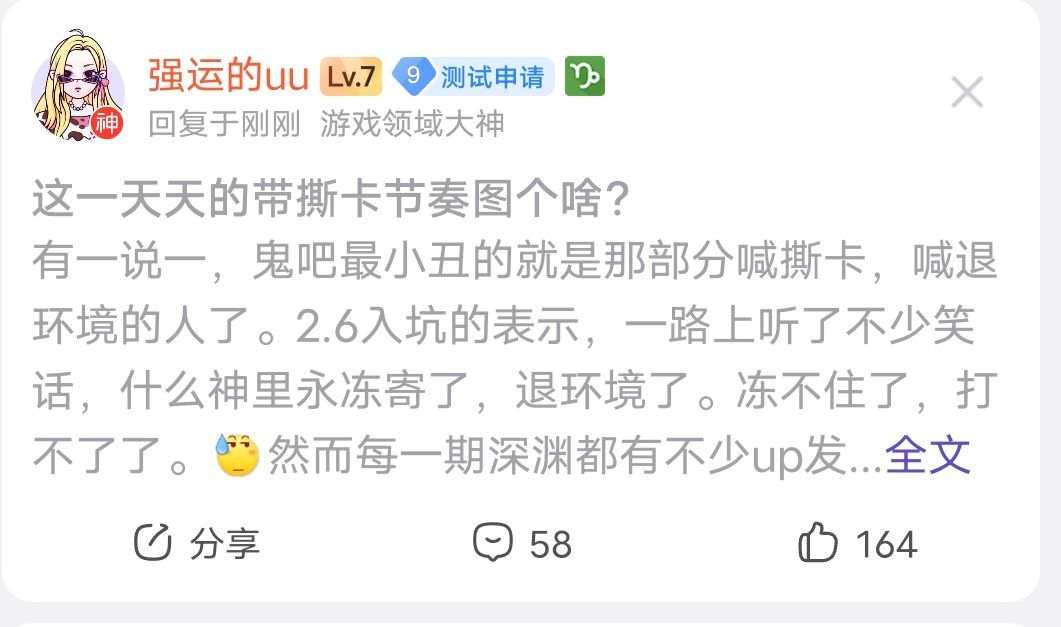 强运的uu Lv.7 9 测试申请
神
回复于刚刚 游戏领域大神
这一天天的带撕卡节奏图个啥？
有一说一，鬼吧最小丑的就是那部分喊撕卡，喊退
环境的人了。2.6入坑的表示，一路上听了不少笑
话，什么神里永冻寄了，退环境了。冻不住了，打
不了了。然而每一期深渊都有不少up发...全文
分享 58 164